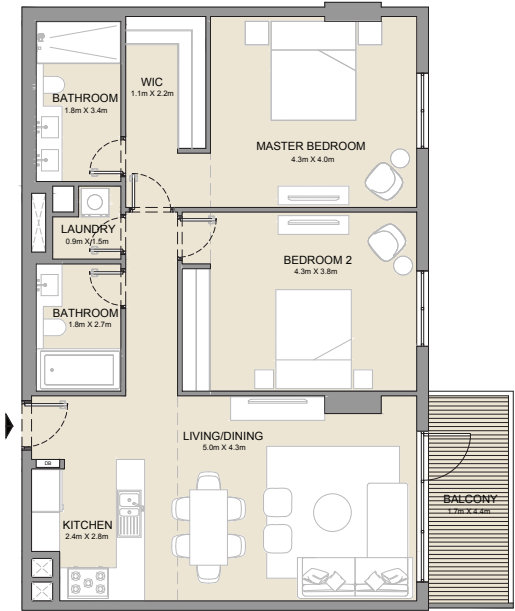 WIC
1.1m X 2.2m
BATHROOM
1.8m X 3.4m
MASTER BEDROOM
4.3m X 4.0m
LAUNDRY
0.9m X 1.5m
BEDROOM 2
4.3m X 3.8m
BATHROOM
1.8m X 2.7m
LIVING/DINING
5.0m X 4.3m
DB
BALCONY
1.7m X 4.4m
KITCHEN
2.4m X 2.8m